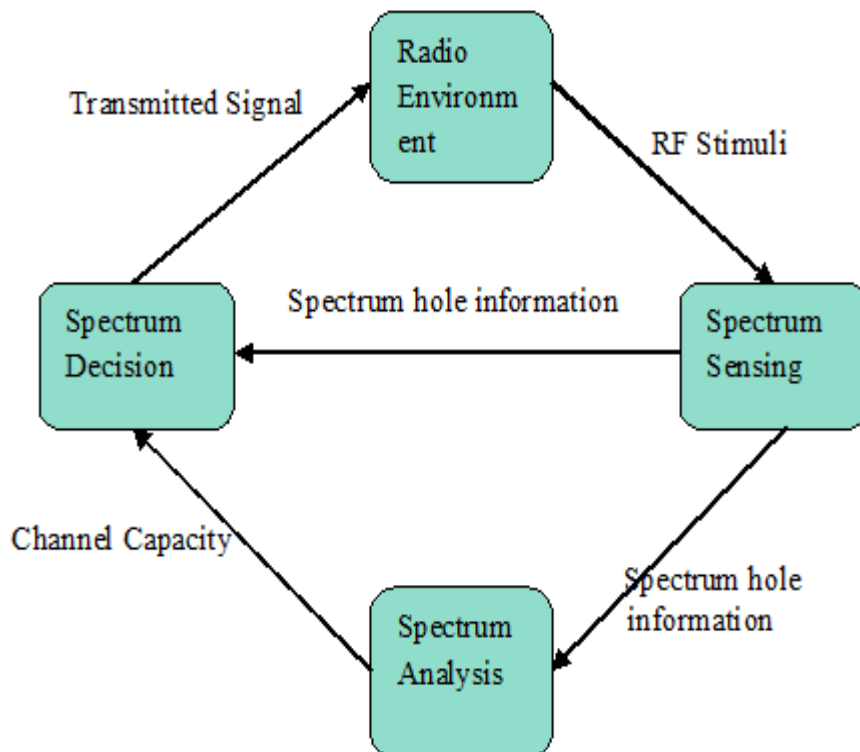 Radio
Environm
ent
Transmitted Signal
RF Stimuli
Spectrum hole information
Spectrum
Decision
Spectrum
Sensing
Channel Capacity
Spectrum hole
information
Spectrum
Analysis